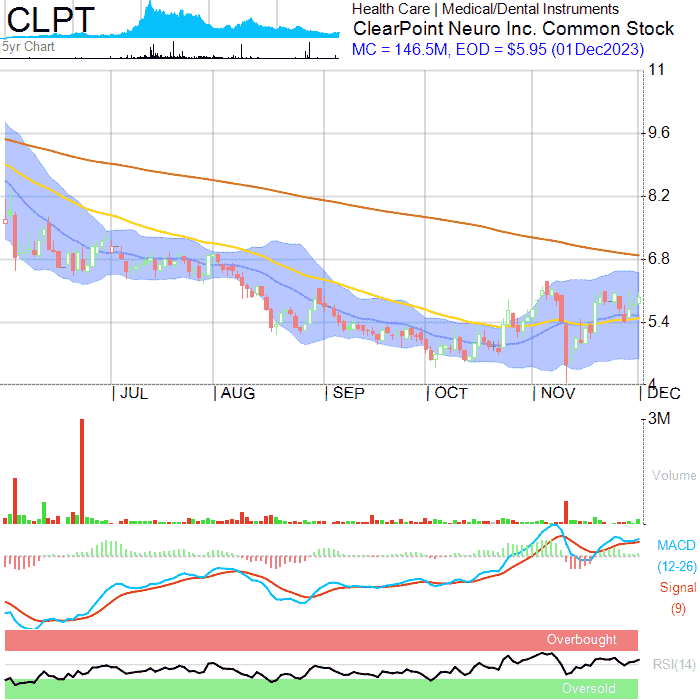 CLPT
5yr Chart
Health Care | Medical/Dental Instruments
ClearPoint Neuro Inc. Common Stock
MC = 146.5M, EOD = $5.95 (01Dec2023)
11
9.6
8.2
6.8
5.4
4
JUL AUG SEP OCT NOV DEC
3M
Volume
MACD
(12-26)
Signal
(9)
Overbought
RSI(14)
Oversold